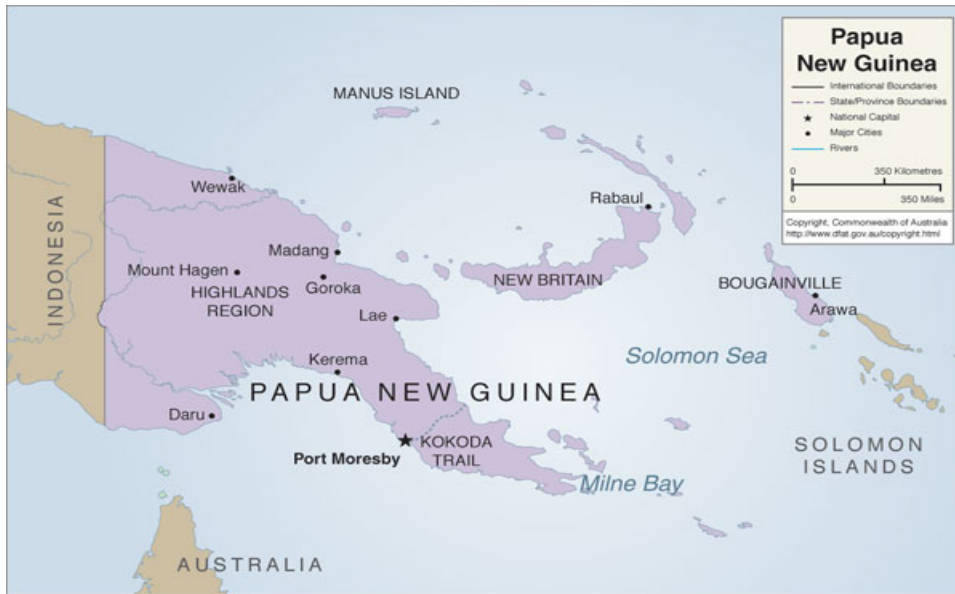 Papua
New Guinea
International Boundaries
State/Province Boundaries
National Capital
Major Cities
Rivers
0 350 Kilometres
0 350 Miles
Copyright, Commonwealth of Australia
http://www.dfat.gov.au/copyright.html
MANUS ISLAND
Wewak
Rabaul
INDONESIA
Madang
Mount Hagen
Goroka
HIGHLANDS
REGION
NEW BRITAIN
BOUGAINVILLE
Arawa
Lae
Solomon Sea
Kerema
PAPUA NEW GUINEA
Daru
KOKODA
TRAIL
Port Moresby
SOLOMON
ISLANDS
Milne Bay
AUSTRALIA